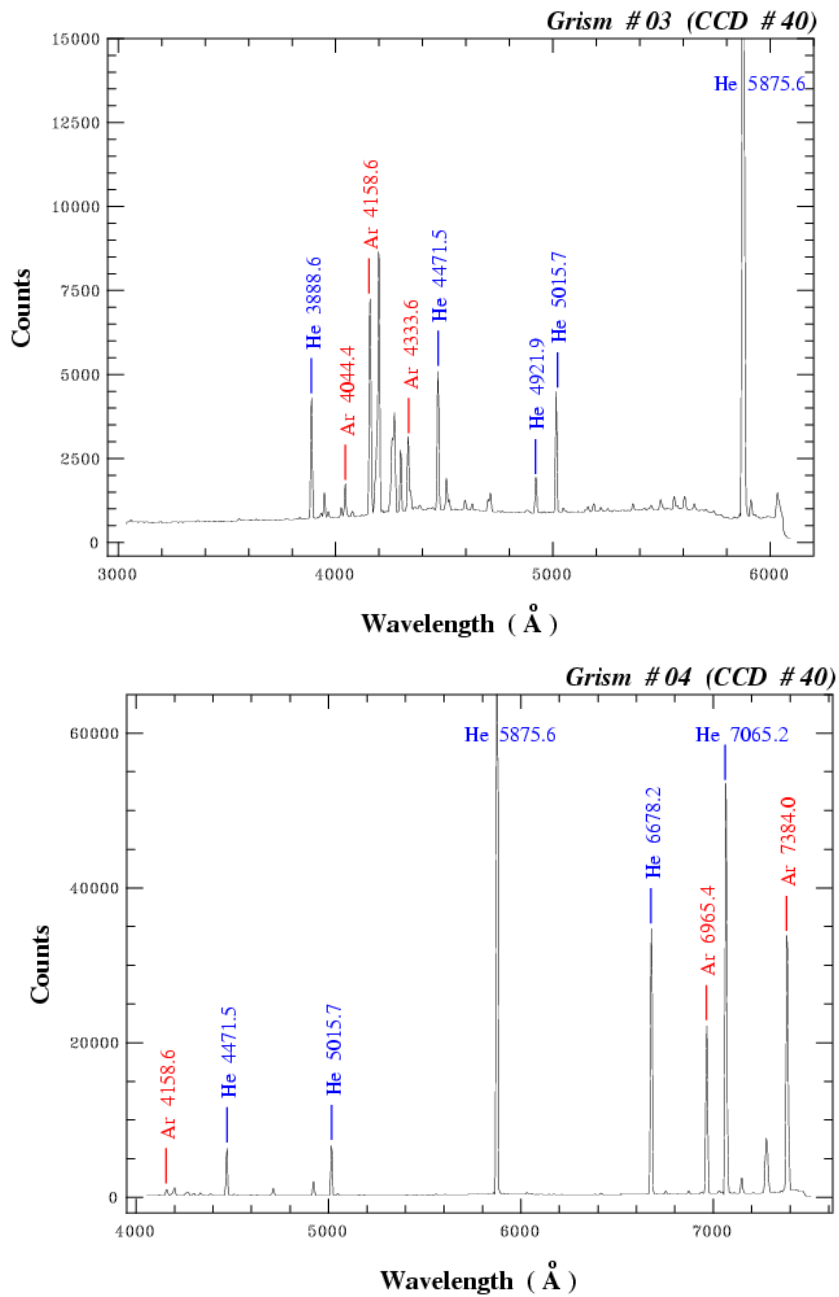 Grism # 03 (CCD # 40)
15000
12500
10000
7500
5000
2500
0
Counts
He 3888.6
Ar 4044.4
Ar 4158.6
Ar 4333.6
He 4471.5
He 4921.9
He 5015.7
He 5875.6
3000
4000
5000
6000
Wavelength ( Å )
Grism # 04 (CCD # 40)
60000
40000
20000
0
Counts
Ar 4158.6
He 4471.5
He 5015.7
He 5875.6
He 6678.2
Ar 6965.4
He 7065.2
Ar 7384.0
4000
5000
6000
7000
Wavelength ( Å )